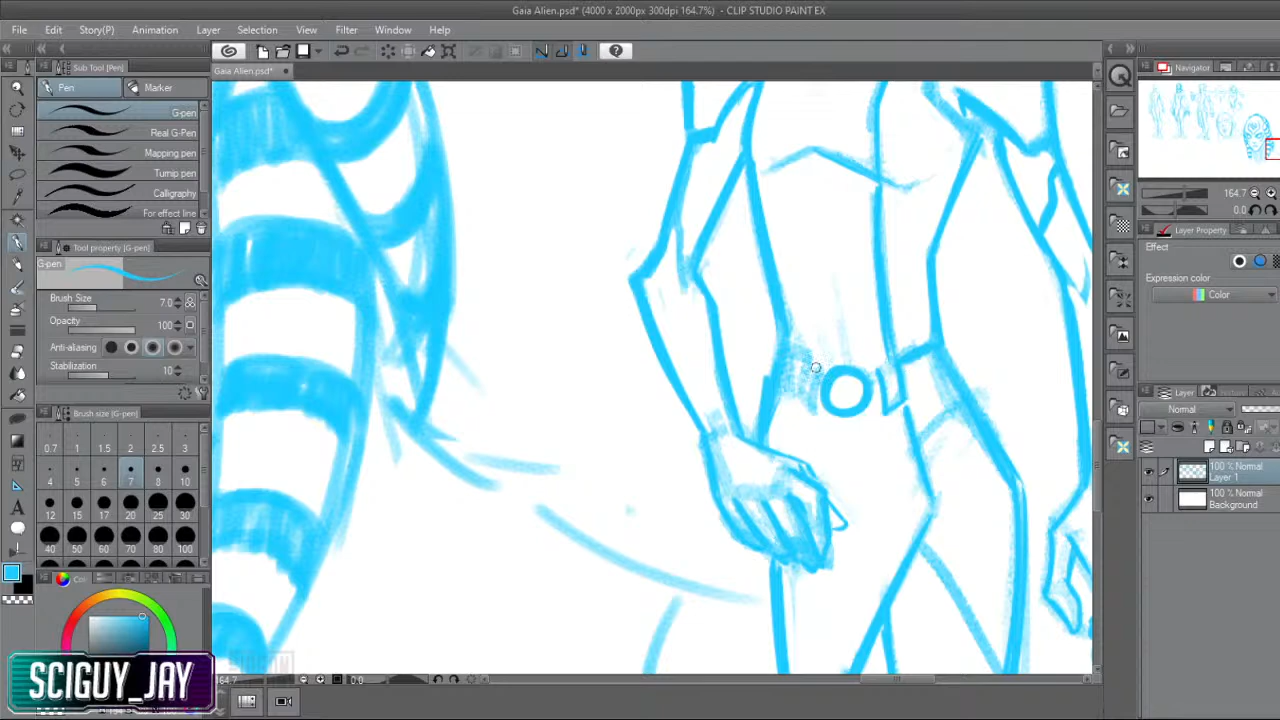 Gaia Alien.psd* (4000 x 2000px 300dpi 164.7%) - CLIP STUDIO PAINT EX
File Edit Story(P) Animation Layer Selection View Filter Window Help
Sub Tool [Pen]
Gaia Alien.psd*
Navigator
Pen Marker
G-pen
Real G-Pen
Mapping pen
Turnip pen
Calligraphy
For effect line
164.7
0.0
Tool property [G-pen]
G-pen
Layer Property
Effect
Expression color
Color
Brush Size 7.0
Opacity 100
Anti-aliasing
Stabilization 10
Layer
Normal
Brush size [G-pen]
0.7 1 1.5 2 2.5 3
4 5 6 7 8 10
12 15 17 20 25 30
40 50 60 70 80 100
100 % Normal
Layer 1
100 % Normal
Background
SCIGUY_JAY
164.7
0.0